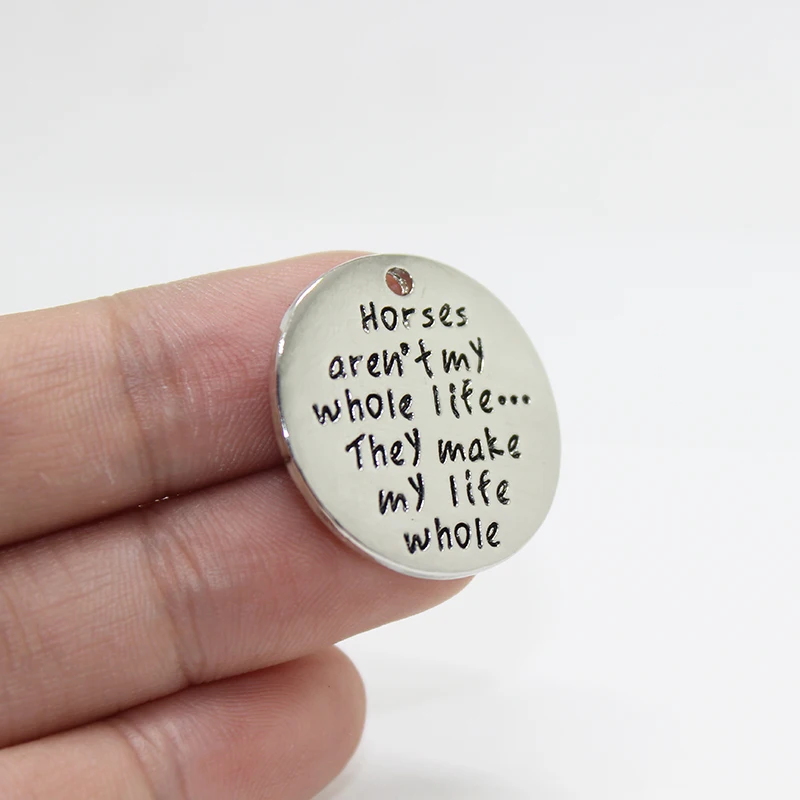 Horses
aren't my
whole life...
They make
my life
whole